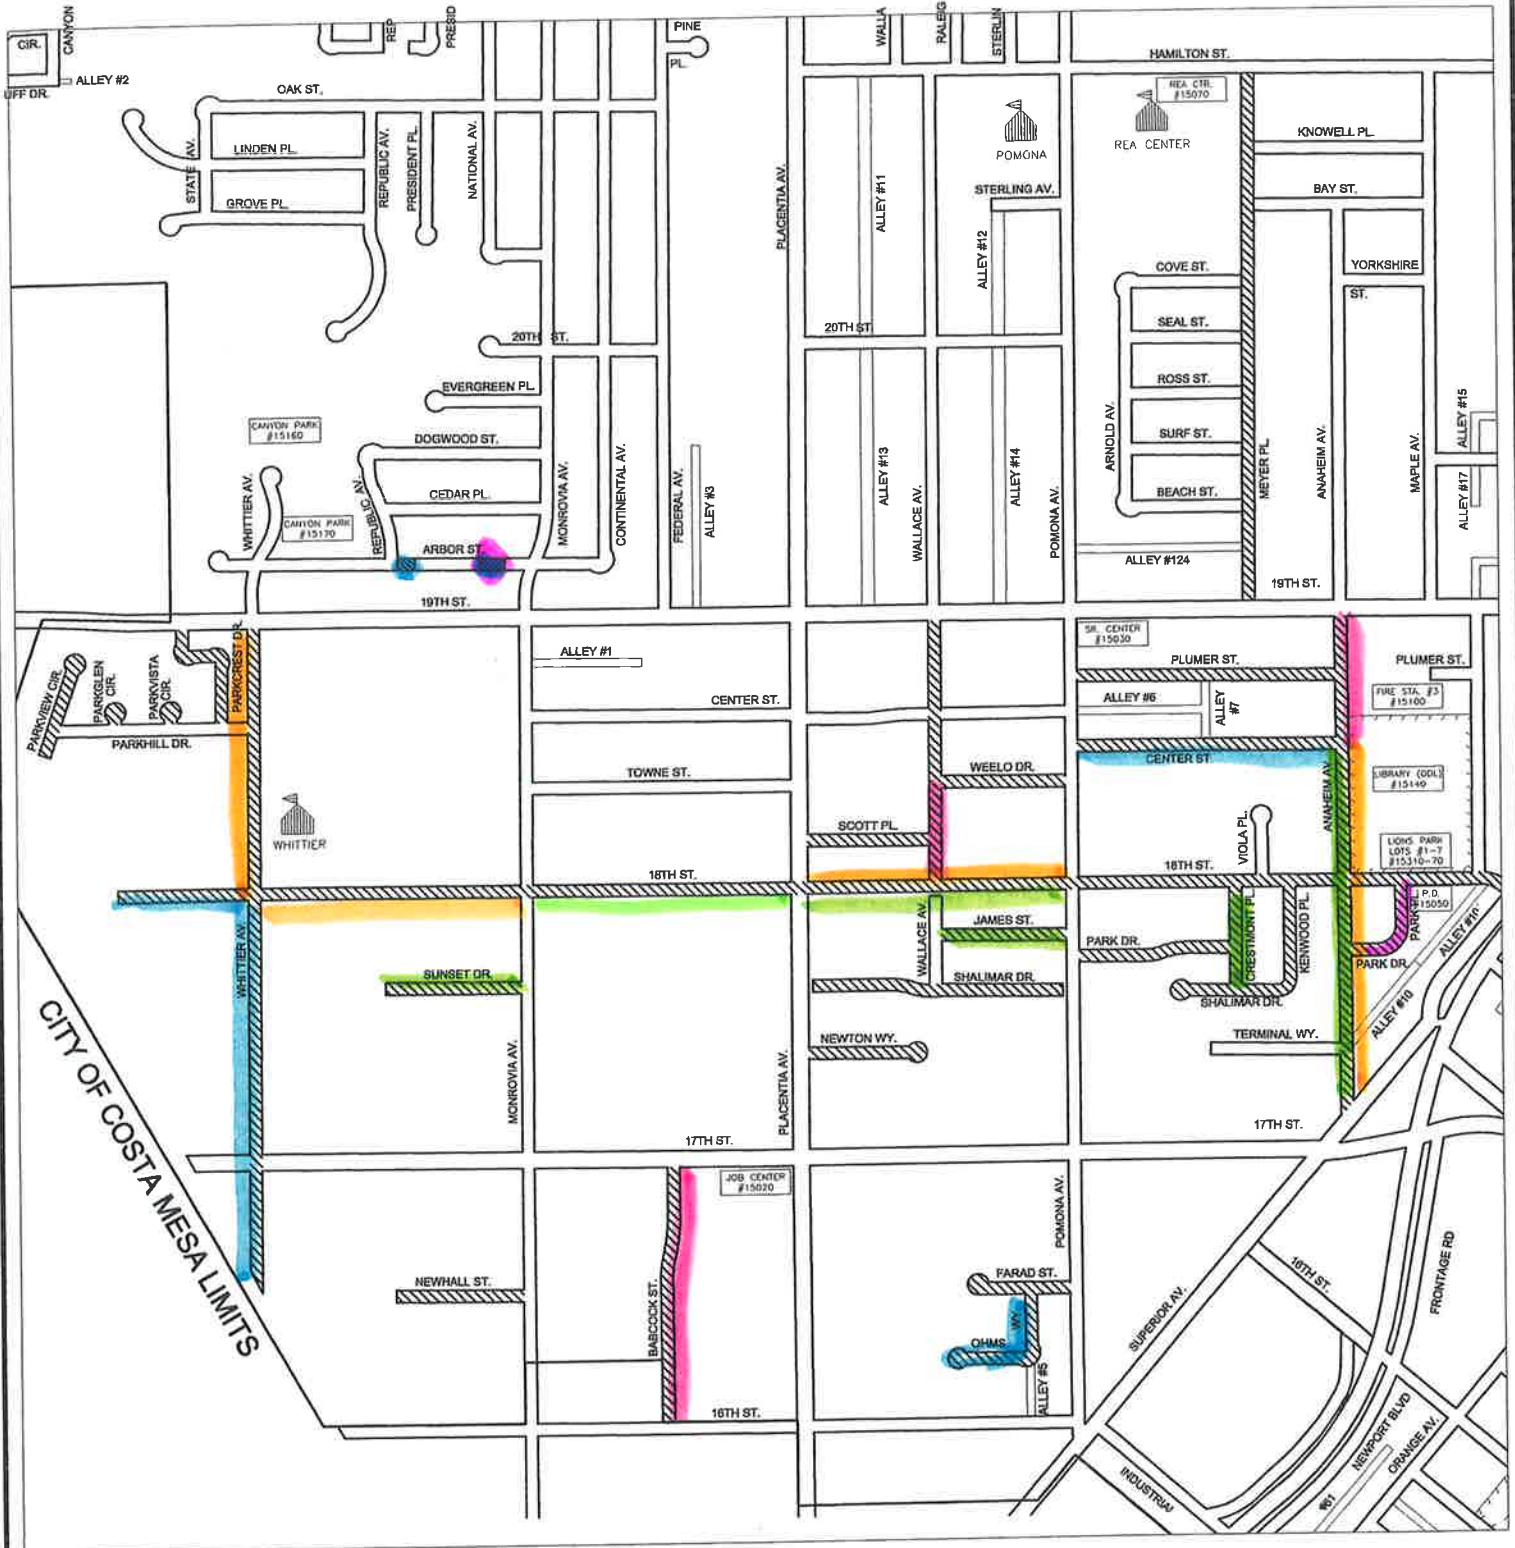 CIR.
CANYON
ALLEY #2
UFF DR.
REP
PRESID
PINE
PL.
WALLA
RALEIG
STERLIN
HAMILTON ST.
OAK ST.
STATE AV.
LINDEN PL.
GROVE PL.
REPUBLIC AV.
PRESIDENT PL.
NATIONAL AV.
PLACENTIA AV.
ALLEY #11
POMONA
REA CTR.
#15070
REA CENTER
STERLING AV.
ALLEY #12
KNOWELL PL.
BAY ST.
YORKSHIRE
ST.
COVE ST.
SEAL ST.
ROSS ST.
SURF ST.
BEACH ST.
ARNOLD AV.
MEYER PL.
ANAHEIM AV.
MAPLE AV.
ALLEY #15
ALLEY #17
20TH ST.
20TH ST.
EVERGREEN PL.
DOGWOOD ST.
CEDAR PL.
CANYON PARK
#15160
CANYON PARK
#15170
WHITTIER AV.
REPUBLIC AV.
ARBOR ST.
MONROVIA AV.
CONTINENTAL AV.
FEDERAL AV.
ALLEY #3
ALLEY #13
WALLACE AV.
ALLEY #14
POMONA AV.
ALLEY #124
19TH ST.
19TH ST.
PARKVIEW CIR.
PARKGLEN
CIR.
PARKVISTA
CIR.
PARKCREST DR.
PARKHILL DR.
ALLEY #1
CENTER ST.
TOWNE ST.
SR. CENTER
#15030
PLUMER ST.
PLUMER ST.
ALLEY #6
ALLEY
#7
FIRE STA. #3
#15100
CENTER ST.
WEELO DR.
ANAHEIM AV.
LIBRARY (DDL)
#15140
LIONS PARK
LOTS #1-7
#15310-70
WHITTIER
SCOTT PL.
VIOLA PL.
18TH ST.
18TH ST.
P.D.
#15050
WHITTIER AV.
SUNSET DR.
WALLACE AV.
JAMES ST.
SHALIMAR DR.
PARK DR.
CRESTMONT PL.
KENWOOD PL.
SHALIMAR DR.
PARK PL.
PARK DR.
ALLEY #10
ALLEY #10
NEWTON WY.
TERMINAL WY.
MONROVIA AV.
PLACENTIA AV.
17TH ST.
17TH ST.
CITY OF COSTA MESA LIMITS
JOB CENTER
#15020
POMONA AV.
NEWHALL ST.
BABCOCK ST.
FARAD ST.
OHMS
WY.
ALLEY #5
SUPERIOR AV.
16TH ST.
FRONTAGE RD
16TH ST.
INDUSTRIAL
NEWPORT BLVD
ORANGE AV.
#61